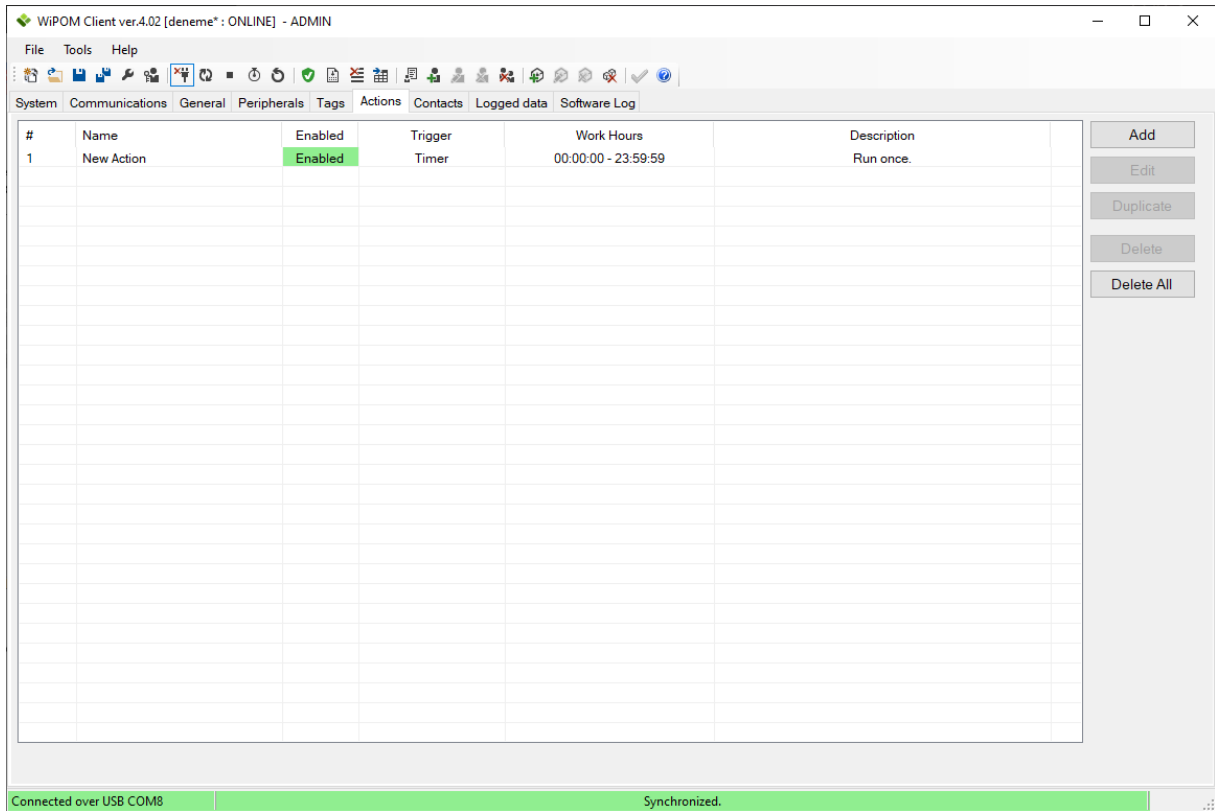 WiPOM Client ver.4.02 [deneme* : ONLINE] - ADMIN
File Tools Help
System Communications General Peripherals Tags Actions Contacts Logged data Software Log
# Name Enabled Trigger Work Hours Description
1 New Action Enabled Timer 00:00:00 - 23:59:59 Run once.
Add
Edit
Duplicate
Delete
Delete All
Connected over USB COM8 Synchronized.